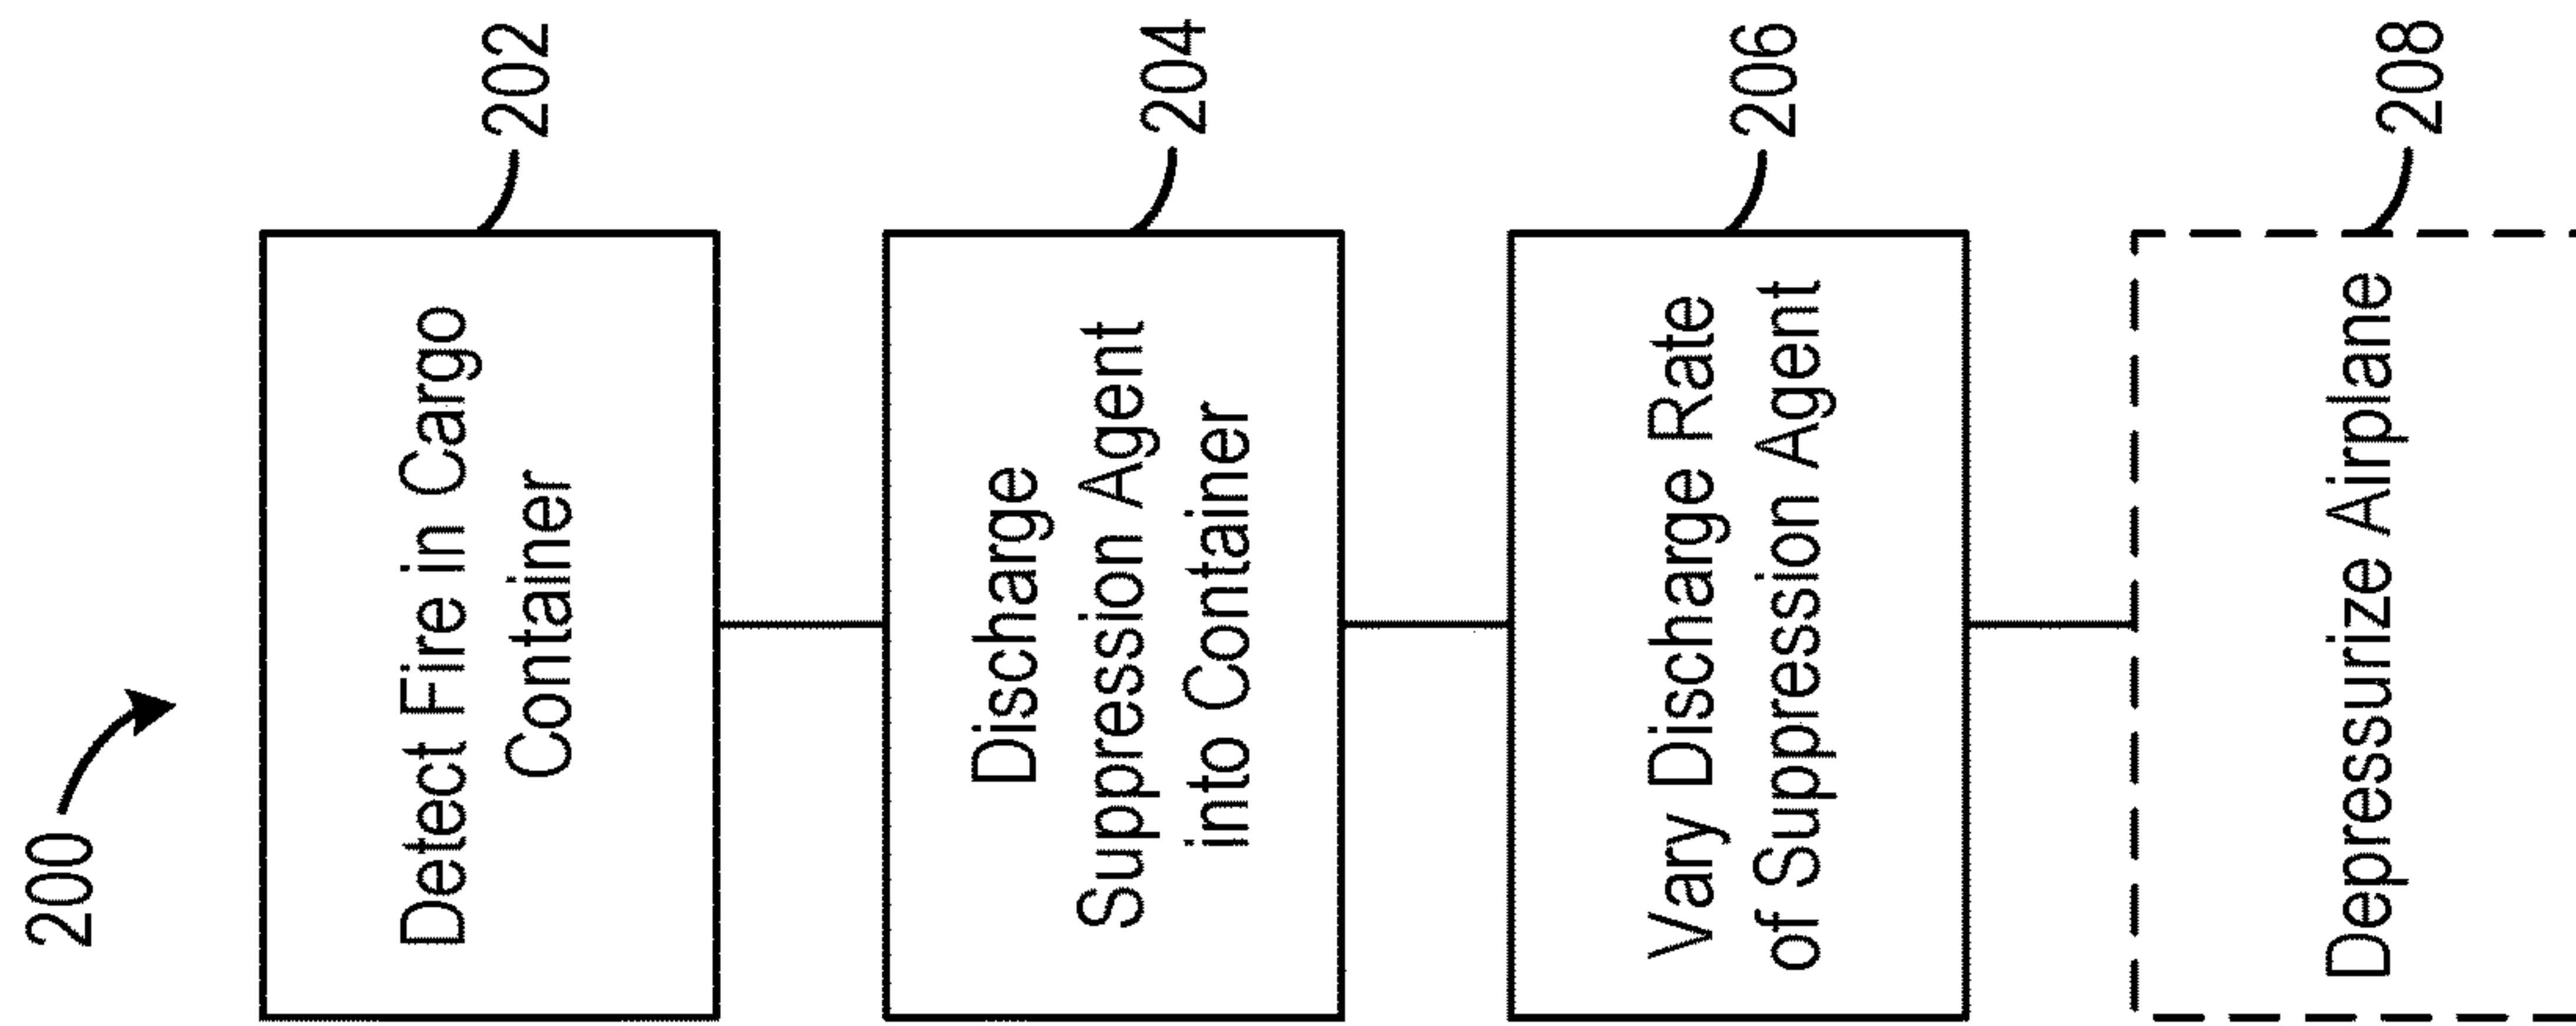 200
Detect Fire in Cargo
Container
202
Discharge
Suppression Agent
into Container
204
Vary Discharge Rate
of Suppression Agent
206
Depressurize Airplane
208